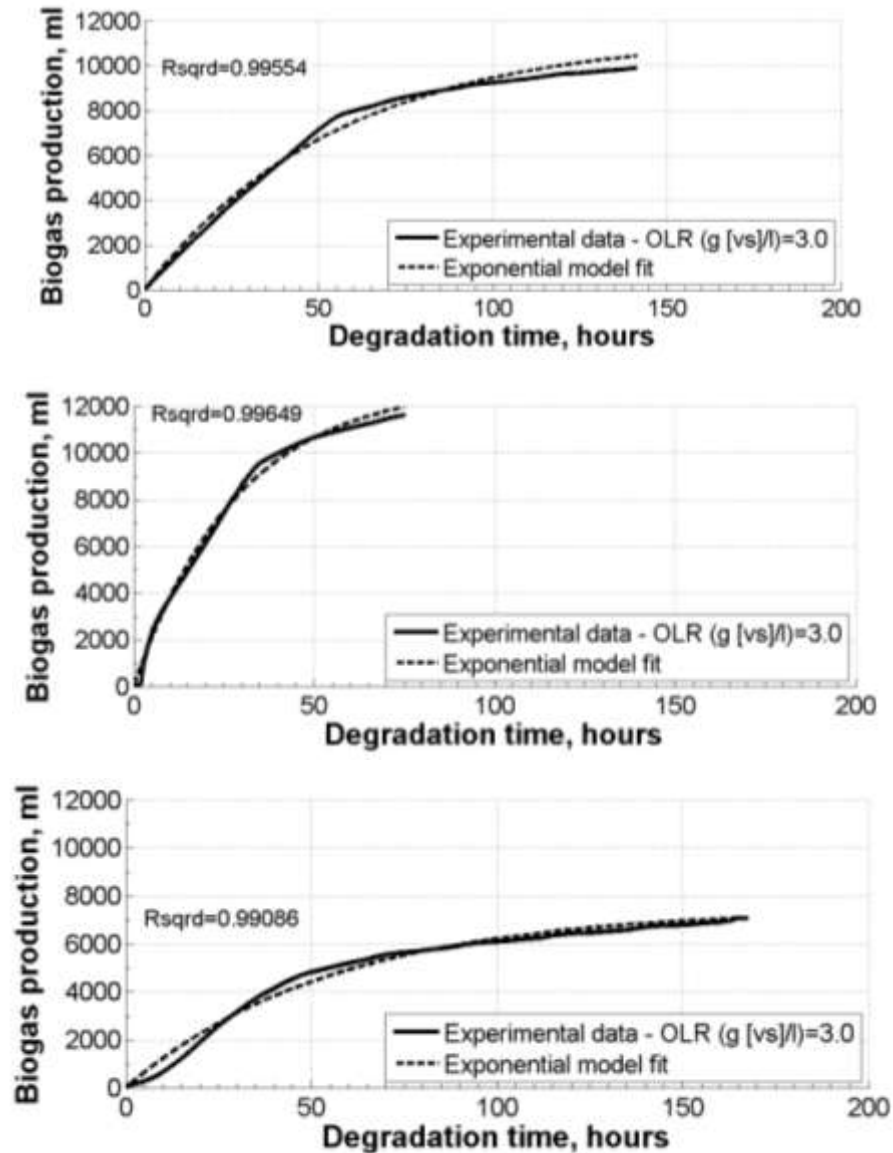 Biogas production, ml
12000
10000
8000
6000
4000
2000
0
Rsqrd=0.99554
Experimental data - OLR (g [vs]/l)=3.0
Exponential model fit
0 50 100 150 200
Degradation time, hours
Biogas production, ml
12000
10000
8000
6000
4000
2000
0
Rsqrd=0.99649
Experimental data - OLR (g [vs]/l)=3.0
Exponential model fit
0 50 100 150 200
Degradation time, hours
Biogas production, ml
12000
10000
8000
6000
4000
2000
0
Rsqrd=0.99086
Experimental data - OLR (g [vs]/l)=3.0
Exponential model fit
0 50 100 150 200
Degradation time, hours